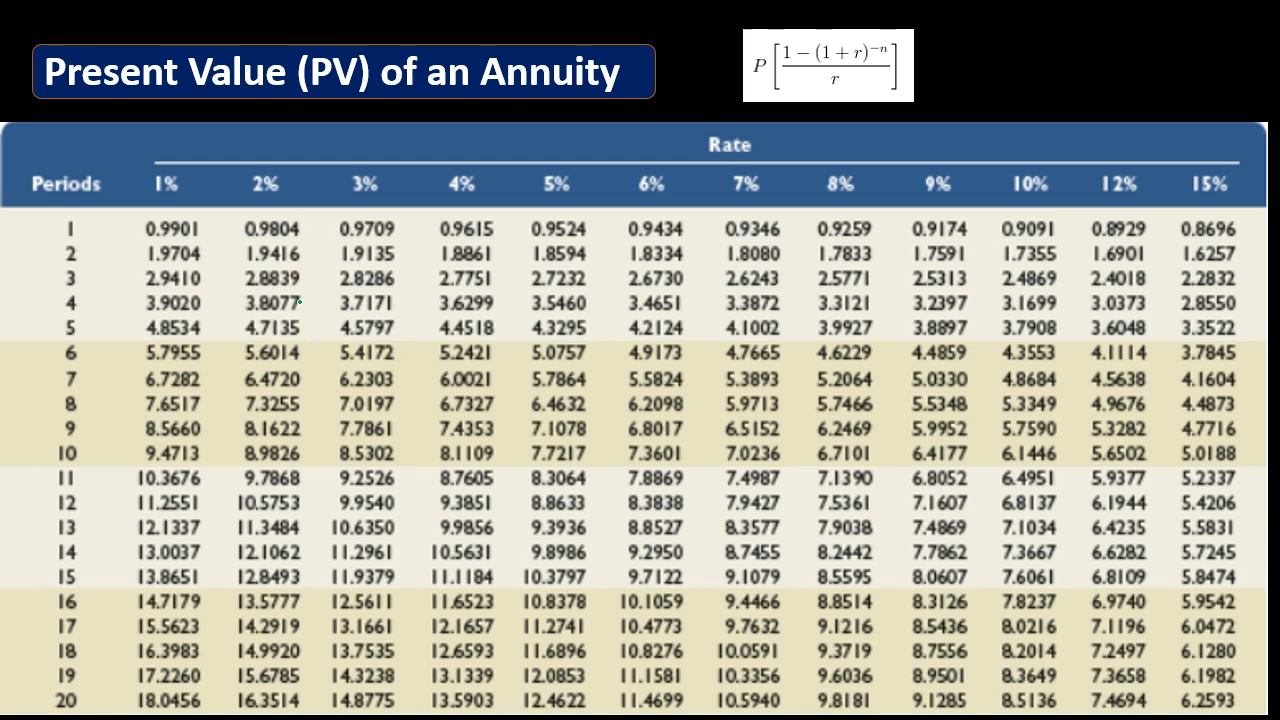 Present Value (PV) of an Annuity
P [ 1 − (1 + r)^−n / r ]
Rate
Periods 1% 2% 3% 4% 5% 6% 7% 8% 9% 10% 12% 15%
1 0.9901 0.9804 0.9709 0.9615 0.9524 0.9434 0.9346 0.9259 0.9174 0.9091 0.8929 0.8696
2 1.9704 1.9416 1.9135 1.8861 1.8594 1.8334 1.8080 1.7833 1.7591 1.7355 1.6901 1.6257
3 2.9410 2.8839 2.8286 2.7751 2.7232 2.6730 2.6243 2.5771 2.5313 2.4869 2.4018 2.2832
4 3.9020 3.8077 3.7171 3.6299 3.5460 3.4651 3.3872 3.3121 3.2397 3.1699 3.0373 2.8550
5 4.8534 4.7135 4.5797 4.4518 4.3295 4.2124 4.1002 3.9927 3.8897 3.7908 3.6048 3.3522
6 5.7955 5.6014 5.4172 5.2421 5.0757 4.9173 4.7665 4.6229 4.4859 4.3553 4.1114 3.7845
7 6.7282 6.4720 6.2303 6.0021 5.7864 5.5824 5.3893 5.2064 5.0330 4.8684 4.5638 4.1604
8 7.6517 7.3255 7.0197 6.7327 6.4632 6.2098 5.9713 5.7466 5.5348 5.3349 4.9676 4.4873
9 8.5660 8.1622 7.7861 7.4353 7.1078 6.8017 6.5152 6.2469 5.9952 5.7590 5.3282 4.7716
10 9.4713 8.9826 8.5302 8.1109 7.7217 7.3601 7.0236 6.7101 6.4177 6.1446 5.6502 5.0188
11 10.3676 9.7868 9.2526 8.7605 8.3064 7.8869 7.4987 7.1390 6.8052 6.4951 5.9377 5.2337
12 11.2551 10.5753 9.9540 9.3851 8.8633 8.3838 7.9427 7.5361 7.1607 6.8137 6.1944 5.4206
13 12.1337 11.3484 10.6350 9.9856 9.3936 8.8527 8.3577 7.9038 7.4869 7.1034 6.4235 5.5831
14 13.0037 12.1062 11.2961 10.5631 9.8986 9.2950 8.7455 8.2442 7.7862 7.3667 6.6282 5.7245
15 13.8651 12.8493 11.9379 11.1184 10.3797 9.7122 9.1079 8.5595 8.0607 7.6061 6.8109 5.8474
16 14.7179 13.5777 12.5611 11.6523 10.8378 10.1059 9.4466 8.8514 8.3126 7.8237 6.9740 5.9542
17 15.5623 14.2919 13.1661 12.1657 11.2741 10.4773 9.7632 9.1216 8.5436 8.0216 7.1196 6.0472
18 16.3983 14.9920 13.7535 12.6593 11.6896 10.8276 10.0591 9.3719 8.7556 8.2014 7.2497 6.1280
19 17.2260 15.6785 14.3238 13.1339 12.0853 11.1581 10.3356 9.6036 8.9501 8.3649 7.3658 6.1982
20 18.0456 16.3514 14.8775 13.5903 12.4622 11.4699 10.5940 9.8181 9.1285 8.5136 7.4694 6.2593